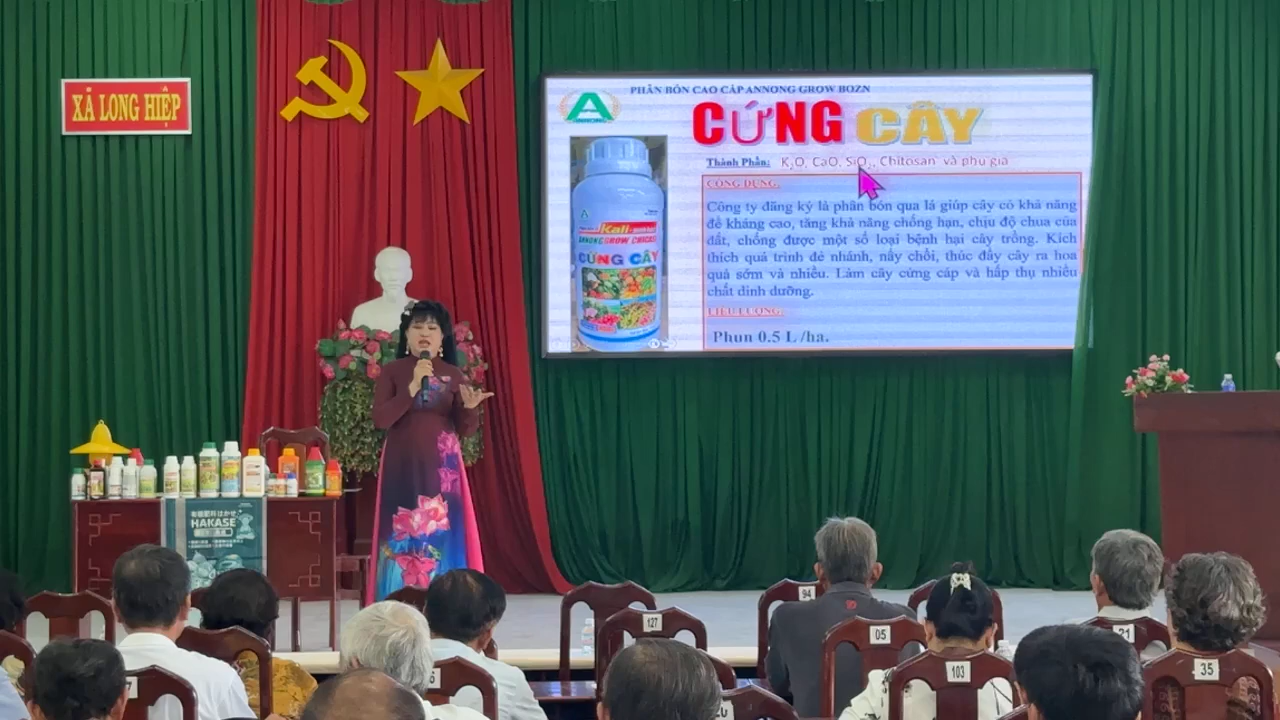 XÃ LONG HIỆP
PHÂN BÓN CAO CẤP ANNONG GROW BOZN
ANNONG
CỨNG CÂY
Thành Phần: K2O, CaO, SiO2, Chitosan và phụ gia
CÔNG DỤNG:
Công ty đăng ký là phân bón qua lá giúp cây có khả năng
đề kháng cao, tăng khả năng chống hạn, chịu độ chua của
đất, chống được một số loại bệnh hại cây trồng. Kích
thích quá trình đẻ nhánh, nảy chồi, thúc đẩy cây ra hoa
quả sớm và nhiều. Làm cây cứng cáp và hấp thụ nhiều
chất dinh dưỡng.
LIỀU LƯỢNG:
Phun 0.5 L /ha.
Kali
CỨNG CÂY
HAKASE
94
127
05
103
21
35